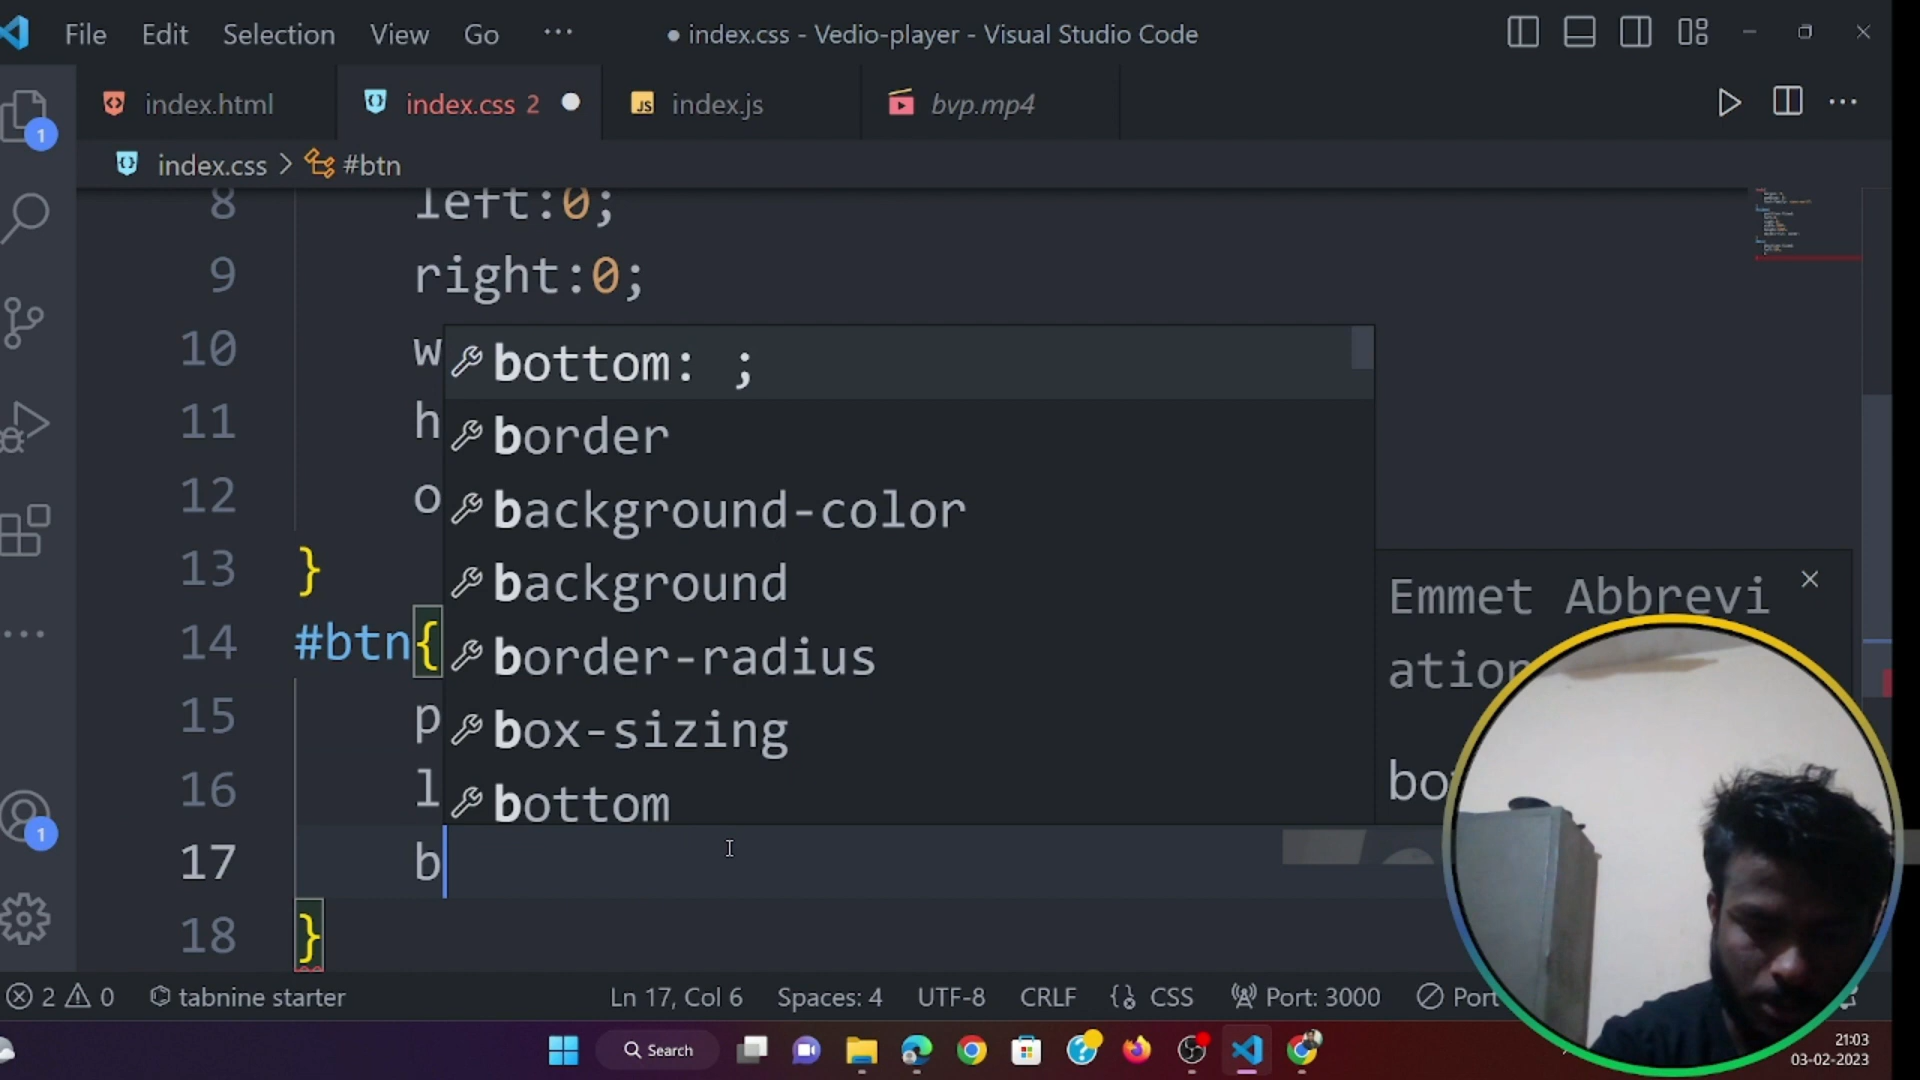 File Edit Selection View Go ··· ● index.css - Vedio-player - Visual Studio Code
index.html index.css 2 ● index.js bvp.mp4
index.css > #btn
8 left:0;
9 right:0;
10 w
11 h
12 o
13 }
14 #btn{
15 p
16 l
17 b
18 }
bottom: ;
border
background-color
background
border-radius
box-sizing
bottom
Emmet Abbrevi
ation
2 0 tabnine starter Ln 17, Col 6 Spaces: 4 UTF-8 CRLF {} CSS Port: 3000
Search
21:03
03-02-2023
1
1
JS